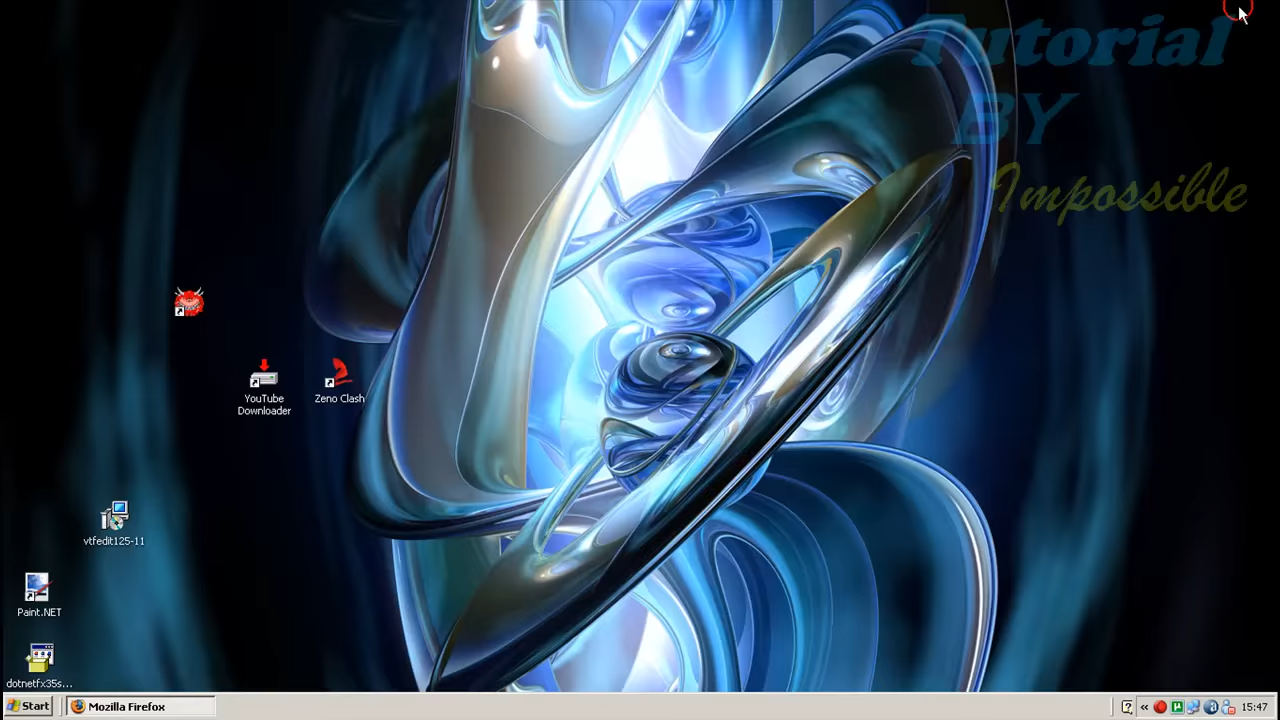 Tutorial
BY
Impossible
YouTube
Downloader
Zeno Clash
vtfedit125-11
Paint.NET
dotnetfx35s...
Start
Mozilla Firefox
15:47